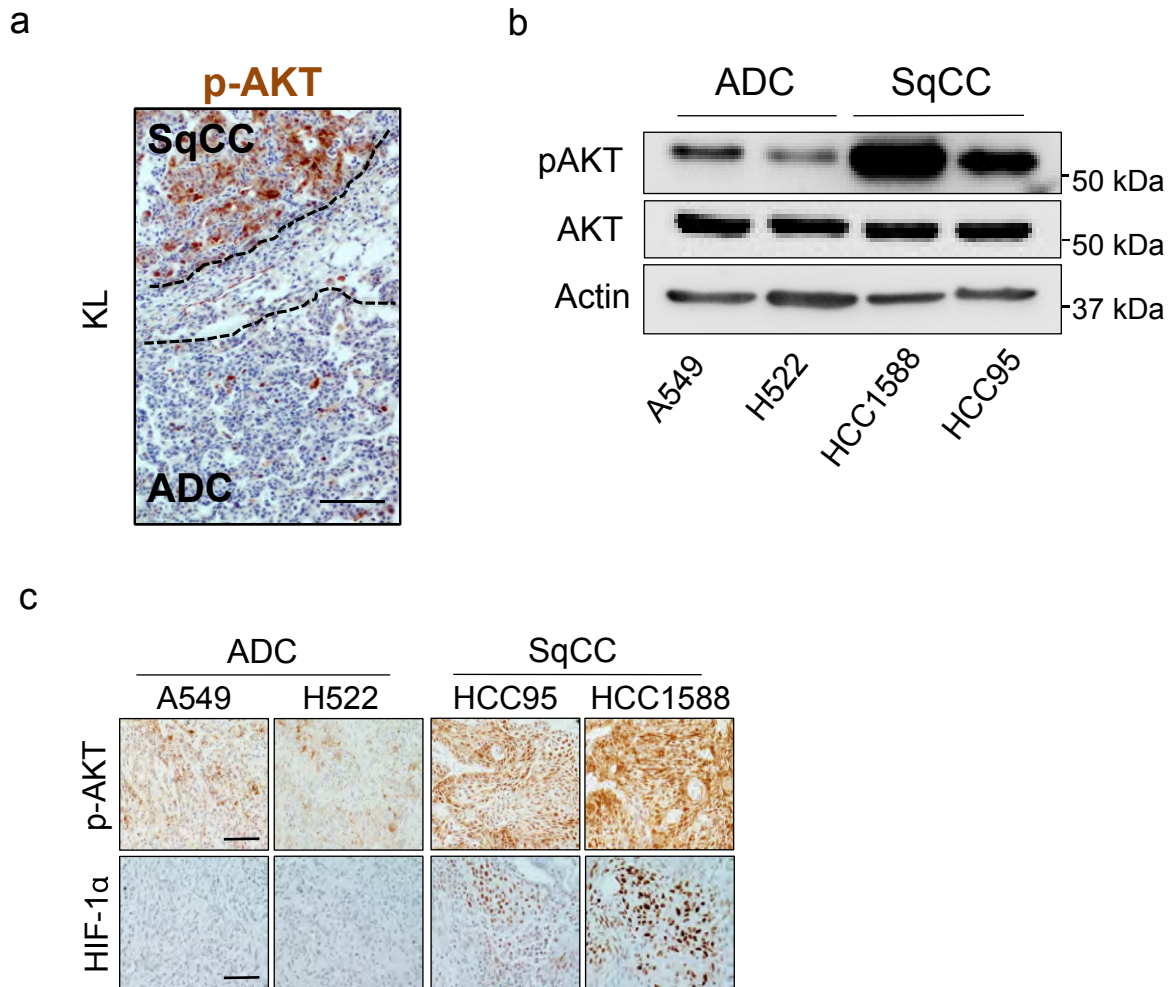 a
p-AKT
SqCC
KL
ADC
b
ADC SqCC
pAKT
50 kDa
AKT
50 kDa
Actin
37 kDa
A549 H522 HCC1588 HCC95
c
ADC SqCC
A549 H522 HCC95 HCC1588
p-AKT
HIF-1α